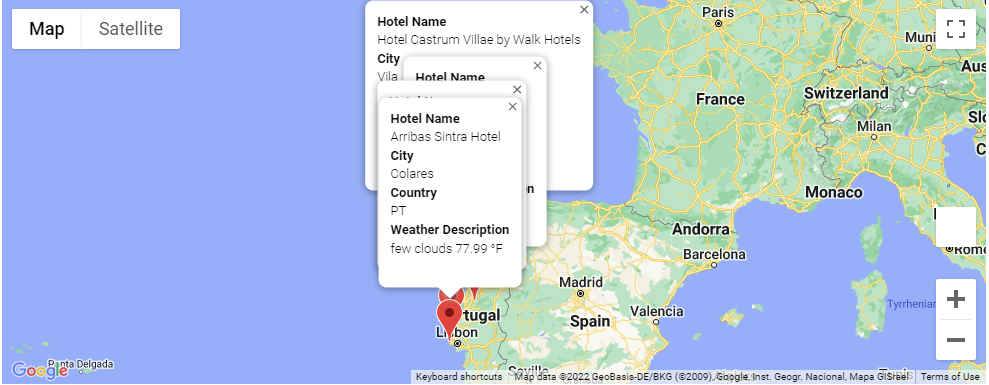 Map
Satellite
Hotel Name
Hotel Castrum Villae by Walk Hotels
City
Vila
Hotel Name
Hotel Name
Arribas Sintra Hotel
City
Colares
Country
PT
Weather Description
few clouds 77.99 °F
Paris
Munich
France
Switzerland
Milan
Monaco
Andorra
Barcelona
Rome
Madrid
Spain
Valencia
Portugal
Lisbon
Seville
Tyrrhenian
Tunis
Ponta Delgada
Google
Keyboard shortcuts
Map data ©2022 GeoBasis-DE/BKG (©2009), Google, Inst. Geogr. Nacional, Mapa GISrael
Terms of Use